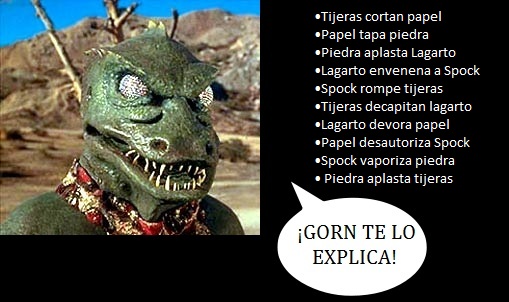 •Tijeras cortan papel
•Papel tapa piedra
•Piedra aplasta Lagarto
•Lagarto envenena a Spock
•Spock rompe tijeras
•Tijeras decapitan lagarto
•Lagarto devora papel
•Papel desautoriza Spock
•Spock vaporiza piedra
• Piedra aplasta tijeras
¡GORN TE LO
EXPLICA!